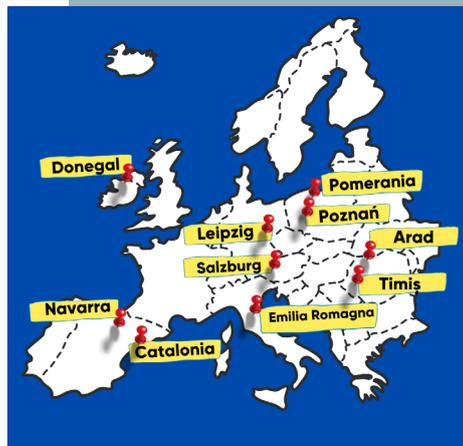 Donegal
Pomerania
Poznań
Leipzig
Arad
Salzburg
Timis
Navarra
Emilia Romagna
Catalonia